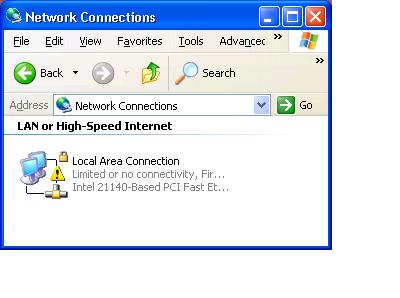 Network Connections
File Edit View Favorites Tools Advanced »
Back Search »
Address Network Connections Go
LAN or High-Speed Internet
Local Area Connection
Limited or no connectivity, Fir...
Intel 21140-Based PCI Fast Et...